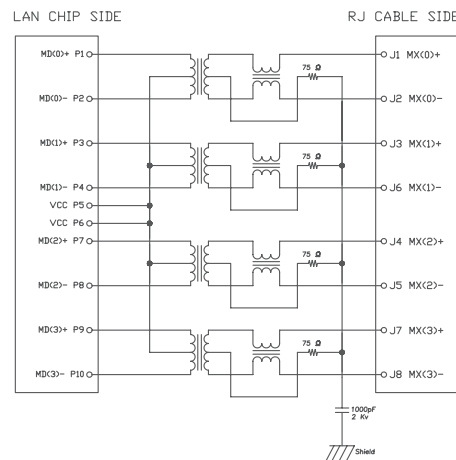 LAN CHIP SIDE
RJ CABLE SIDE
MD(0)+ P1
75 Ω
J1 MX(0)+
MD(0)- P2
J2 MX(0)-
MD(1)+ P3
75 Ω
J3 MX(1)+
MD(1)- P4
J6 MX(1)-
VCC P5
VCC P6
MD(2)+ P7
75 Ω
J4 MX(2)+
MD(2)- P8
J5 MX(2)-
MD(3)+ P9
75 Ω
J7 MX(3)+
MD(3)- P10
J8 MX(3)-
1000pF
2 Kv
Shield